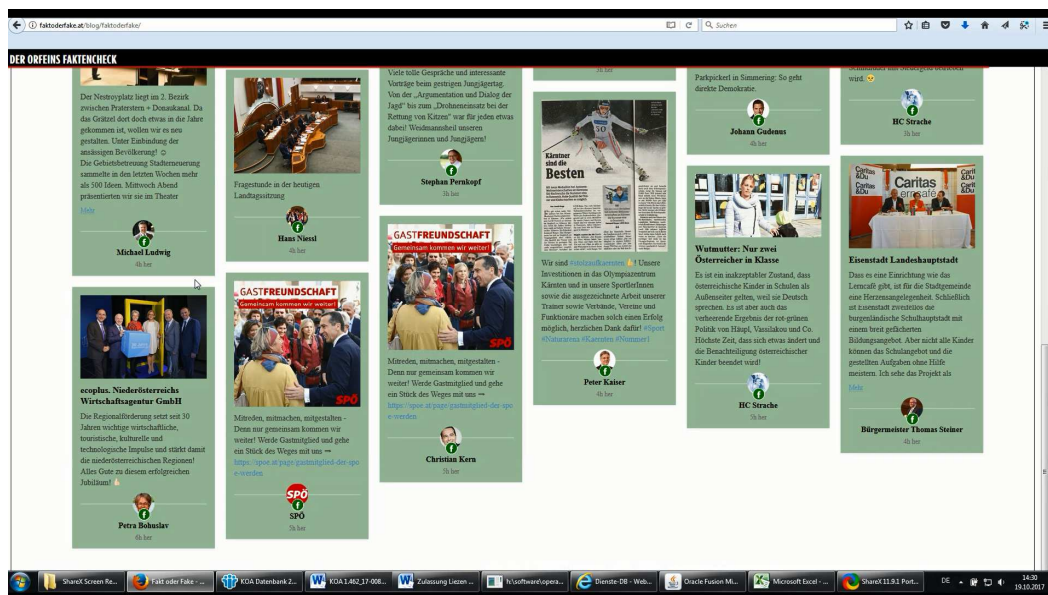 faktoderfake.at/blog/faktoderfake/
Suchen
DER ORFEINS FAKTENCHECK
Der Nestroyplatz liegt im 2. Bezirk
zwischen Praterstern + Donaukanal. Da
das Grätzel dort doch etwas in die Jahre
gekommen ist, wollen wir es neu
gestalten. Unter Einbindung der
ansässigen Bevölkerung! ☺
Die Gebietsbetreuung Stadterneuerung
sammelte in den letzten Wochen mehr
als 500 Ideen. Mittwoch Abend
präsentierten wir sie im Theater
Mehr
Michael Ludwig
4h her
ecoplus. Niederösterreichs
Wirtschaftsagentur GmbH
Die Regionalförderung setzt seit 30
Jahren wichtige wirtschaftliche,
touristische, kulturelle und
technologische Impulse und stärkt damit
die niederösterreichischen Regionen!
Alles Gute zu diesem erfolgreichen
Jubiläum!
Petra Bohuslav
6h her
Fragestunde in der heutigen
Landtagssitzung
Hans Niessl
4h her
GASTFREUNDSCHAFT
Gemeinsam kommen wir weiter!
SPÖ
Mitreden, mitmachen, mitgestalten -
Denn nur gemeinsam kommen wir
weiter! Werde Gastmitglied und gehe
ein Stück des Weges mit uns →
https://spoe.at/page/gastmitglied-der-spo
e-werden
SPÖ
SPÖ
5h her
Viele tolle Gespräche und interessante
Vorträge beim gestrigen Jungjägertag.
Von der „Argumentation und Dialog der
Jagd“ bis zum „Drohneneinsatz bei der
Rettung von Kitzen“ war für jeden etwas
dabei! Weidmannsheil unseren
Jungjägerinnen und Jungjägern!
Stephan Pernkopf
3h her
GASTFREUNDSCHAFT
Gemeinsam kommen wir weiter!
SPÖ
Mitreden, mitmachen, mitgestalten -
Denn nur gemeinsam kommen wir
weiter! Werde Gastmitglied und gehe
ein Stück des Weges mit uns →
https://spoe.at/page/gastmitglied-der-spo
e-werden
Christian Kern
5h her
3h her
50
Kärntner
sind die
Besten
Wir sind #stolzaufkaernten ! Unsere
Investitionen in das Olympiazentrum
Kärnten und in unsere SportlerInnen
sowie die ausgezeichnete Arbeit unserer
Trainer sowie Verbände, Vereine und
Funktionäre machen solch einen Erfolg
möglich, herzlichen Dank dafür! #Sport
#Naturarena #Kaernten #Nummer1
Peter Kaiser
4h her
Parkpickerl in Simmering: So geht
direkte Demokratie.
Johann Gudenus
4h her
Wutmutter: Nur zwei
Österreicher in Klasse
Es ist ein inakzeptabler Zustand, dass
österreichische Kinder in Schulen als
Außenseiter gelten, weil sie Deutsch
sprechen. Es ist aber auch das
verheerende Ergebnis der rot-grünen
Politik von Häupl, Vassilakou und Co.
Höchste Zeit, dass sich etwas ändert und
die Benachteiligung österreichischer
Kinder beendet wird!
HC Strache
5h her
wird.
HC Strache
3h her
Caritas
&Du
Caritas
Lerncafé
Eisenstadt Landeshauptstadt
Dass es eine Einrichtung wie das
Lerncafé gibt, ist für die Stadtgemeinde
eine Herzensangelegenheit. Schließlich
ist Eisenstadt zweifellos die
burgenländische Schulhauptstadt mit
einem breit gefächerten
Bildungsangebot. Aber nicht alle Kinder
können das Schulangebot und die
gestellten Aufgaben ohne Hilfe
meistern. Ich sehe das Projekt als
Mehr
Bürgermeister Thomas Steiner
4h her
ShareX Screen Re...
Fakt oder Fake - ...
KOA Datenbank 2...
KOA 1.462_17-008...
Zulassung Liezen ...
h:\software\opera...
Dienste-DB - Web...
Oracle Fusion Mi...
Microsoft Excel - ...
ShareX 11.9.1 Port...
DE
14:30
19.10.2017